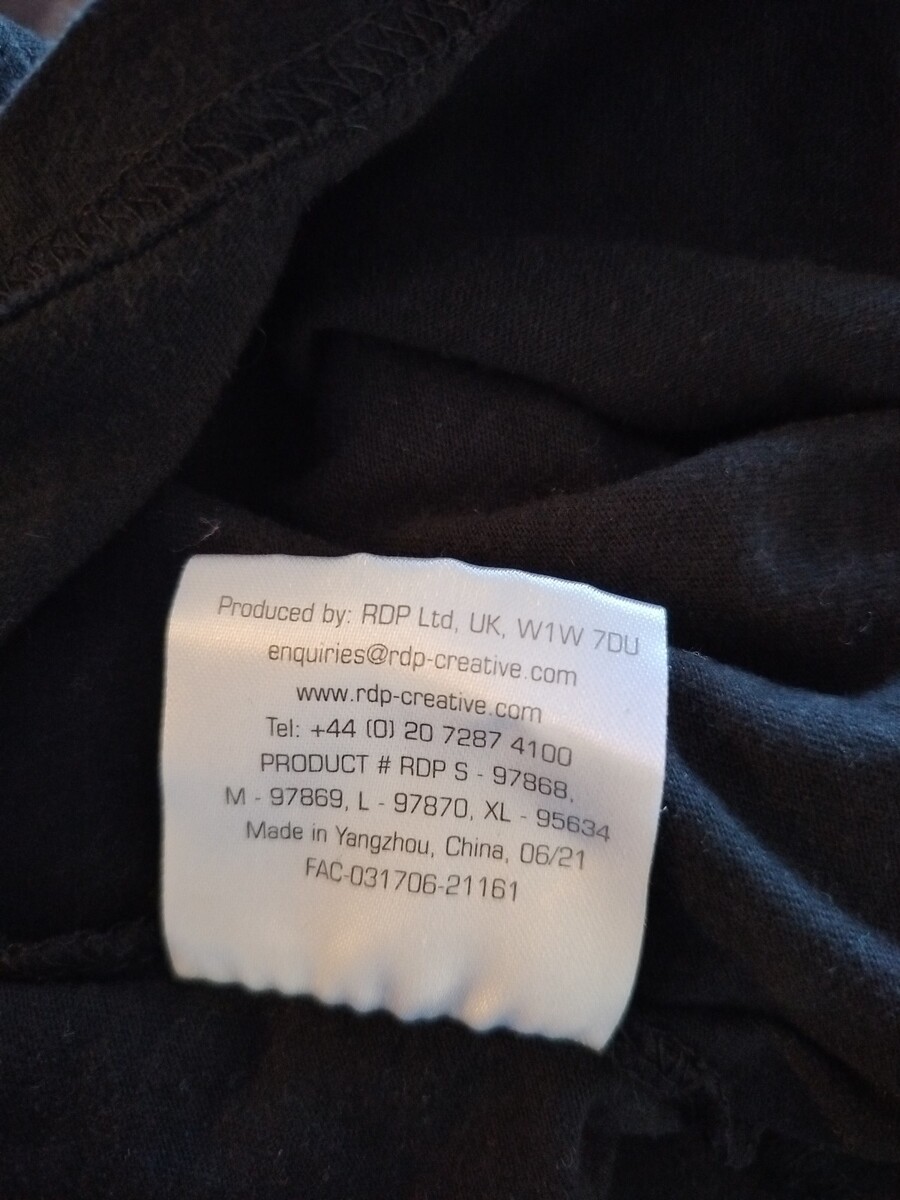 Produced by: RDP Ltd, UK, W1W 7DU
enquiries@rdp-creative.com
www.rdp-creative.com
Tel: +44 (0) 20 7287 4100
PRODUCT # RDP S - 97868,
M - 97869, L - 97870, XL - 95634
Made in Yangzhou, China, 06/21
FAC-031706-21161